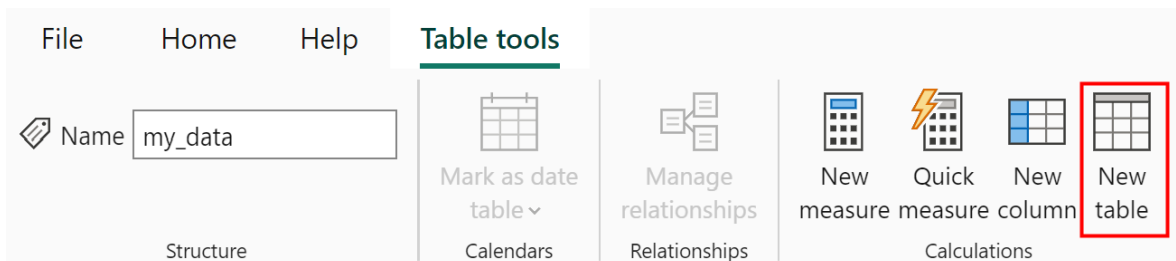 File Home Help Table tools
Name my_data
Mark as date
table
Manage
relationships
New
measure
Quick
measure
New
column
New
table
Structure Calendars Relationships Calculations